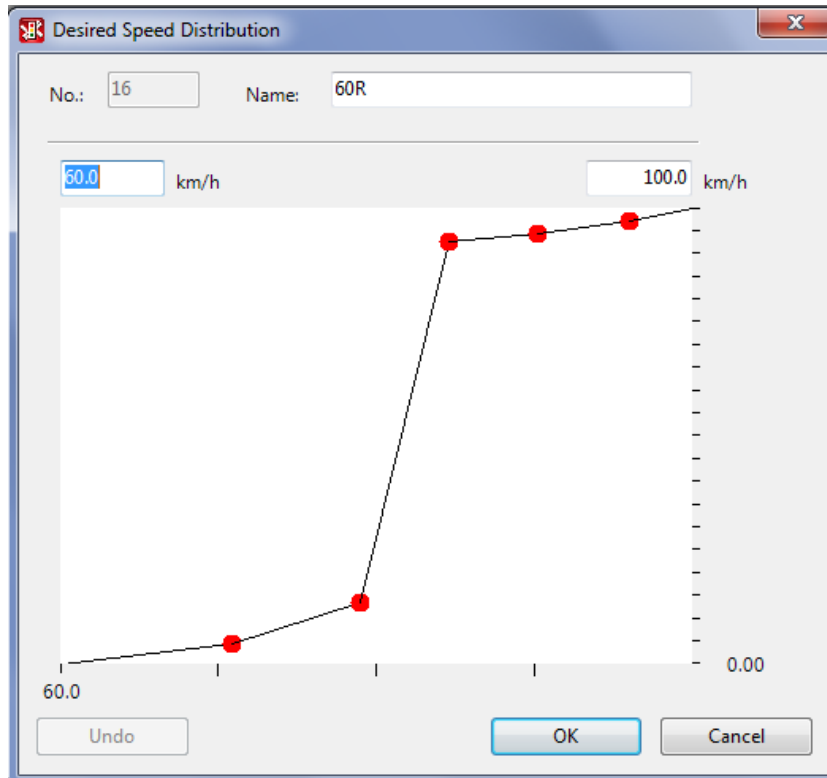 Desired Speed Distribution
No.: 16 Name: 60R
60.0 km/h 100.0 km/h
0.00
60.0
Undo OK Cancel